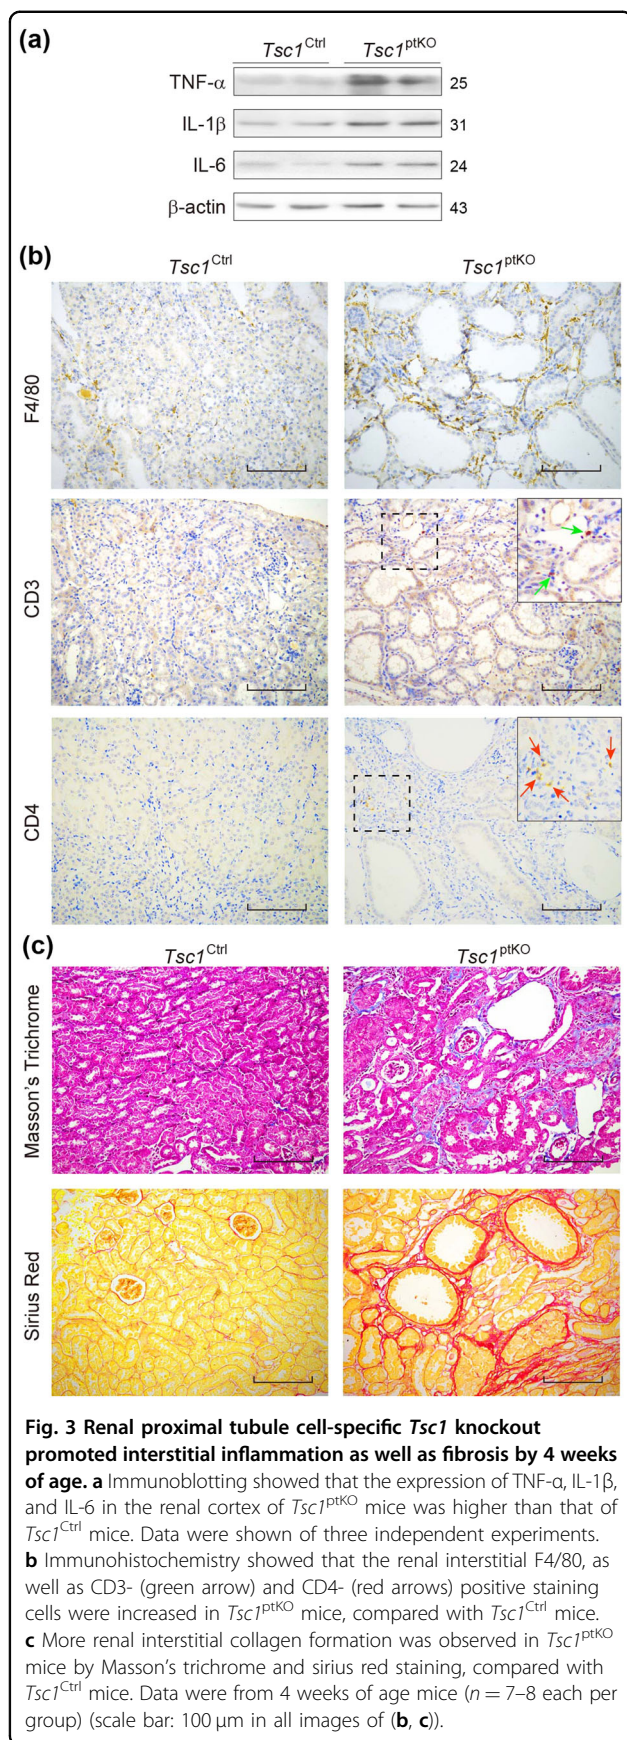 (a)
Tsc1Ctrl Tsc1ptKO
TNF-α 25
IL-1β 31
IL-6 24
β-actin 43
(b)
Tsc1Ctrl Tsc1ptKO
F4/80
CD3
CD4
(c)
Tsc1Ctrl Tsc1ptKO
Masson's Trichrome
Sirius Red
Fig. 3 Renal proximal tubule cell-specific Tsc1 knockout
promoted interstitial inflammation as well as fibrosis by 4 weeks
of age. a Immunoblotting showed that the expression of TNF-α, IL-1β,
and IL-6 in the renal cortex of Tsc1ptKO mice was higher than that of
Tsc1Ctrl mice. Data were shown of three independent experiments.
b Immunohistochemistry showed that the renal interstitial F4/80, as
well as CD3- (green arrow) and CD4- (red arrows) positive staining
cells were increased in Tsc1ptKO mice, compared with Tsc1Ctrl mice.
c More renal interstitial collagen formation was observed in Tsc1ptKO
mice by Masson's trichrome and sirius red staining, compared with
Tsc1Ctrl mice. Data were from 4 weeks of age mice (n = 7–8 each per
group) (scale bar: 100 μm in all images of (b, c)).